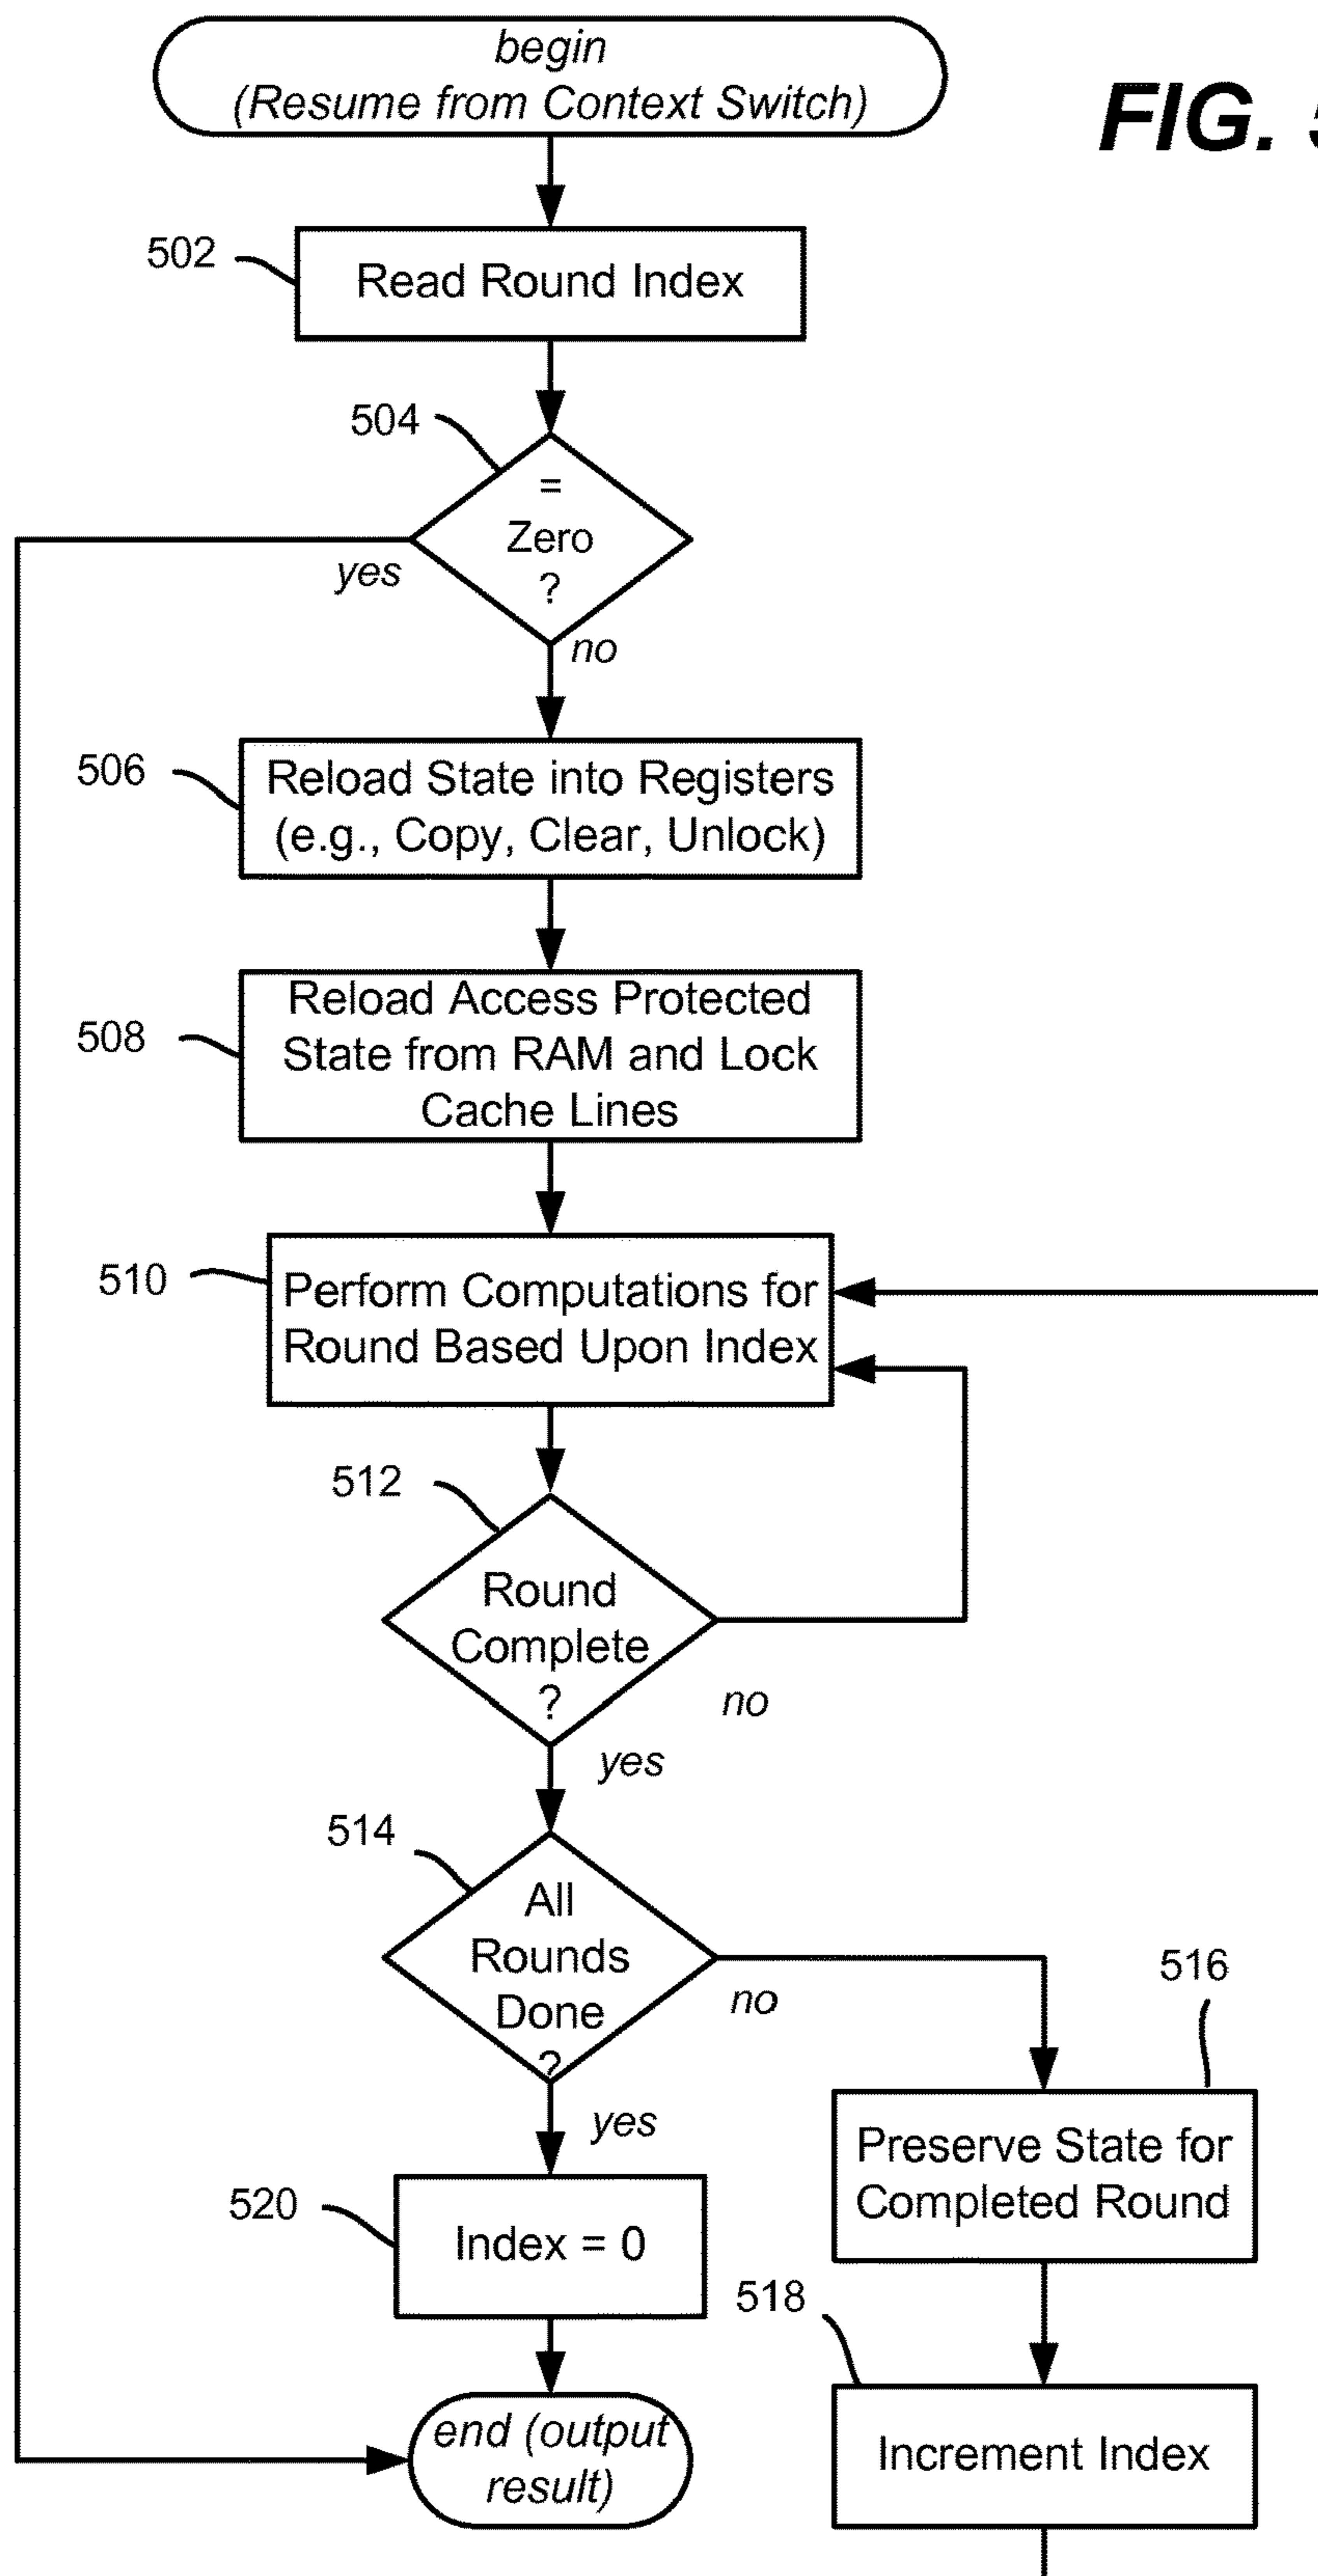 begin
(Resume from Context Switch)
FIG. 5
502
Read Round Index
504
=
Zero
?
yes
no
506
Reload State into Registers
(e.g., Copy, Clear, Unlock)
508
Reload Access Protected
State from RAM and Lock
Cache Lines
510
Perform Computations for
Round Based Upon Index
512
Round
Complete
?
no
yes
514
All
Rounds
Done
?
no
yes
516
Preserve State for
Completed Round
520
Index = 0
518
Increment Index
end (output
result)